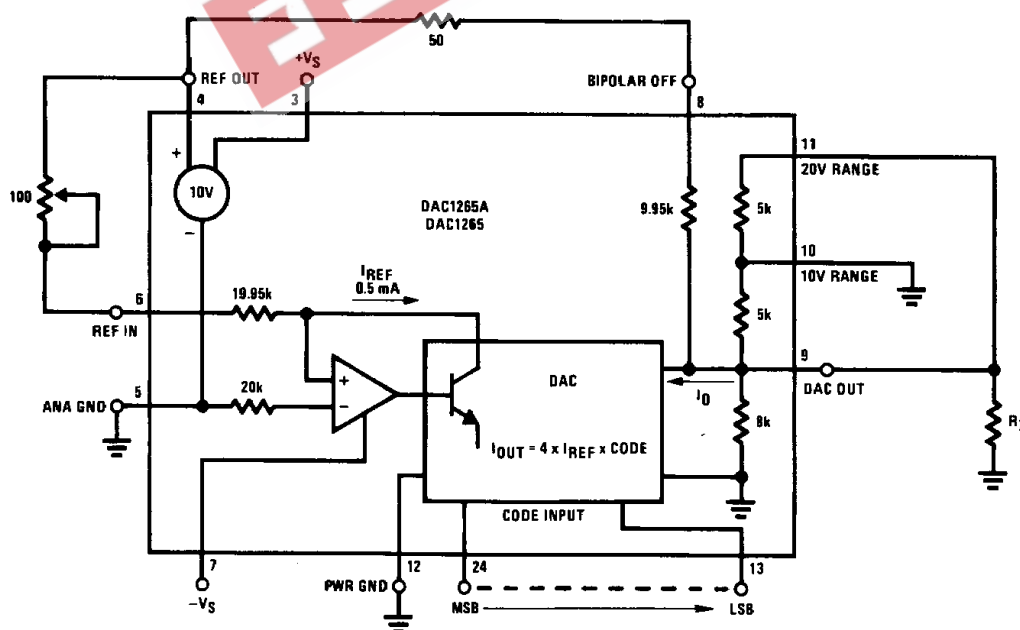 50
+VS
REF OUT
BIPOLAR OFF
4
3
8
11
20V RANGE
+
10V
100
DAC1265A
DAC1265
9.95k
5k
−
10
10V RANGE
IREF
0.5 mA
6
19.95k
REF IN
5k
9
DAC
DAC OUT
+
−
20k
5
ANA GND
IO
8k
R
IOUT = 4 x IREF x CODE
CODE INPUT
7
12
24
13
−VS
PWR GND
MSB
LSB